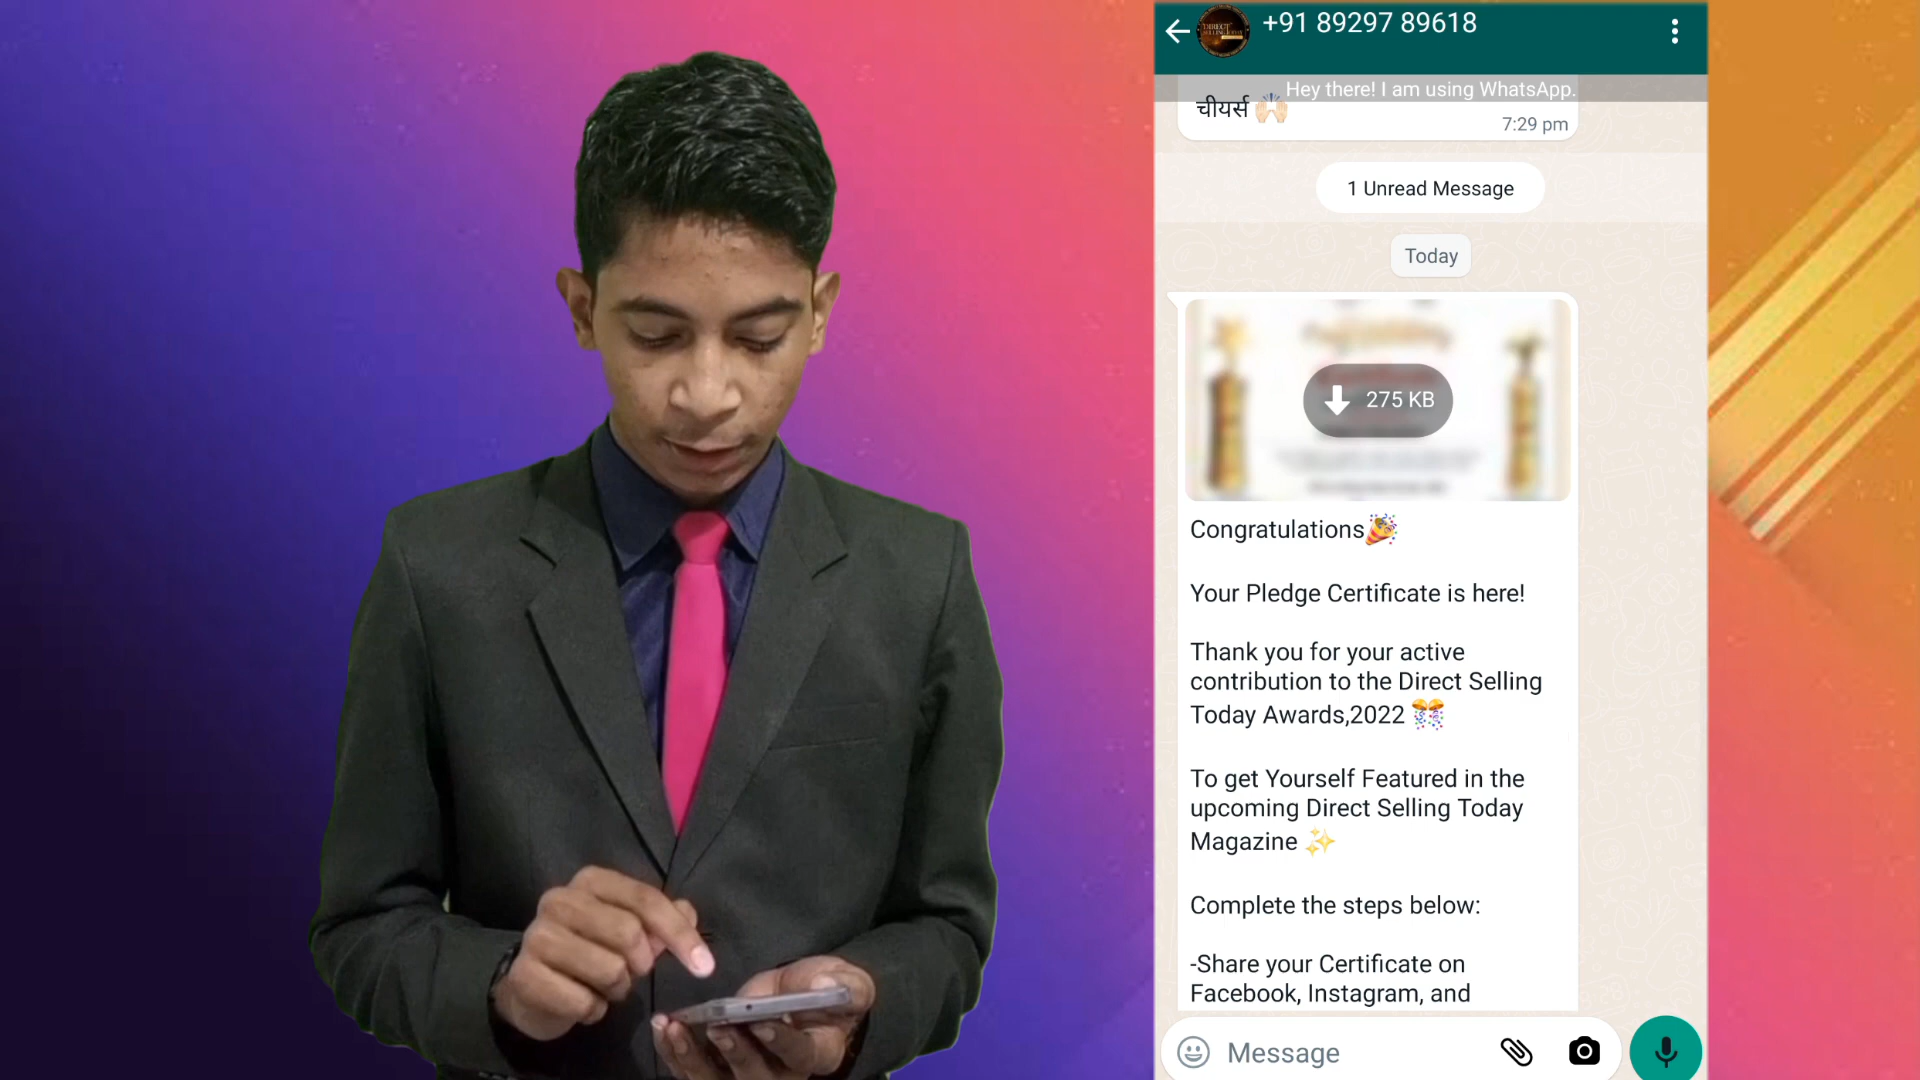 +91 89297 89618
Hey there! I am using WhatsApp.
चीयर्स 🙌🏻
7:29 pm
1 Unread Message
Today
275 KB
Congratulations🎉
Your Pledge Certificate is here!
Thank you for your active
contribution to the Direct Selling
Today Awards,2022 🎊
To get Yourself Featured in the
upcoming Direct Selling Today
Magazine ✨
Complete the steps below:
-Share your Certificate on
Facebook, Instagram, and
Message